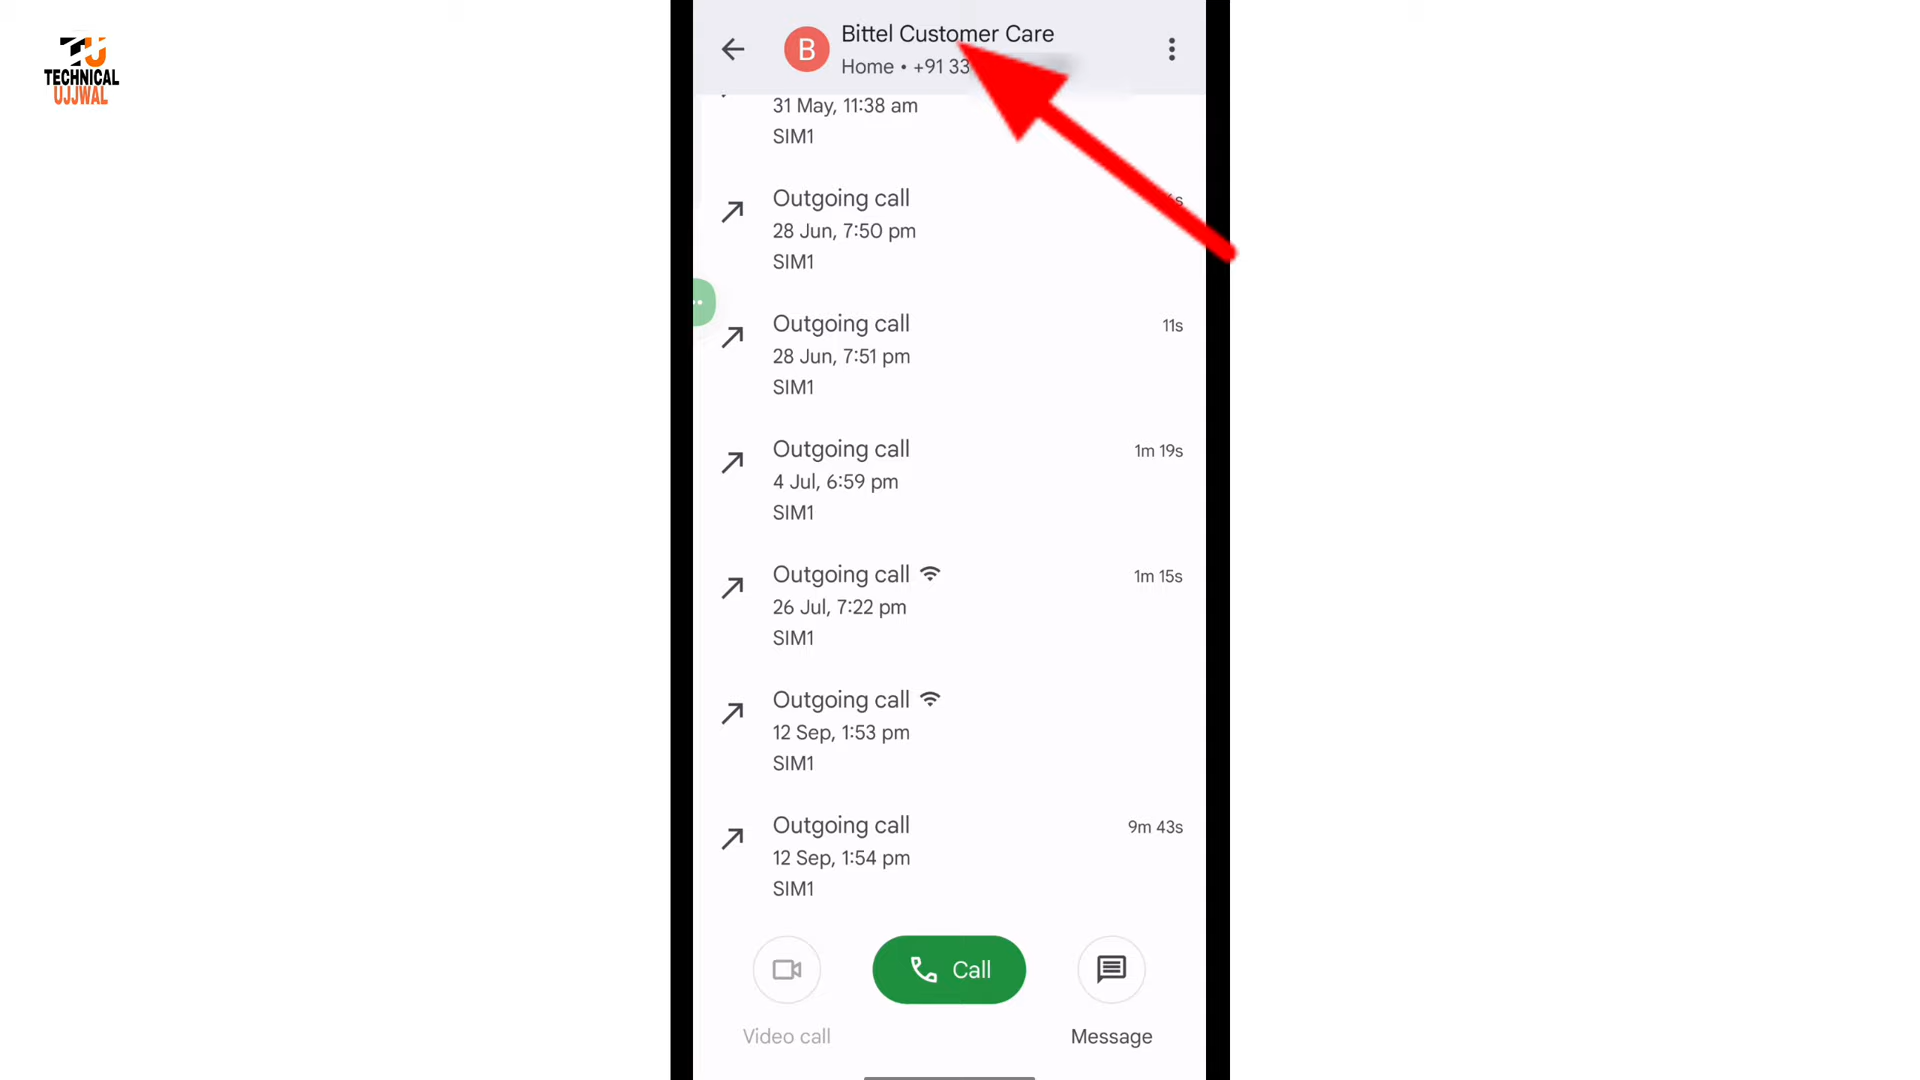 TU
TECHNICAL
UJJWAL
B
Bittel Customer Care
Home • +91 33
31 May, 11:38 am
SIM1
Outgoing call
28 Jun, 7:50 pm
SIM1
Outgoing call
11s
28 Jun, 7:51 pm
SIM1
Outgoing call
1m 19s
4 Jul, 6:59 pm
SIM1
Outgoing call
1m 15s
26 Jul, 7:22 pm
SIM1
Outgoing call
12 Sep, 1:53 pm
SIM1
Outgoing call
9m 43s
12 Sep, 1:54 pm
SIM1
Call
Video call
Message